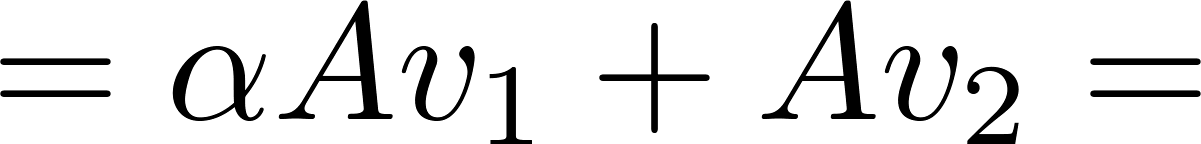 = αAv₁ + Av₂ =